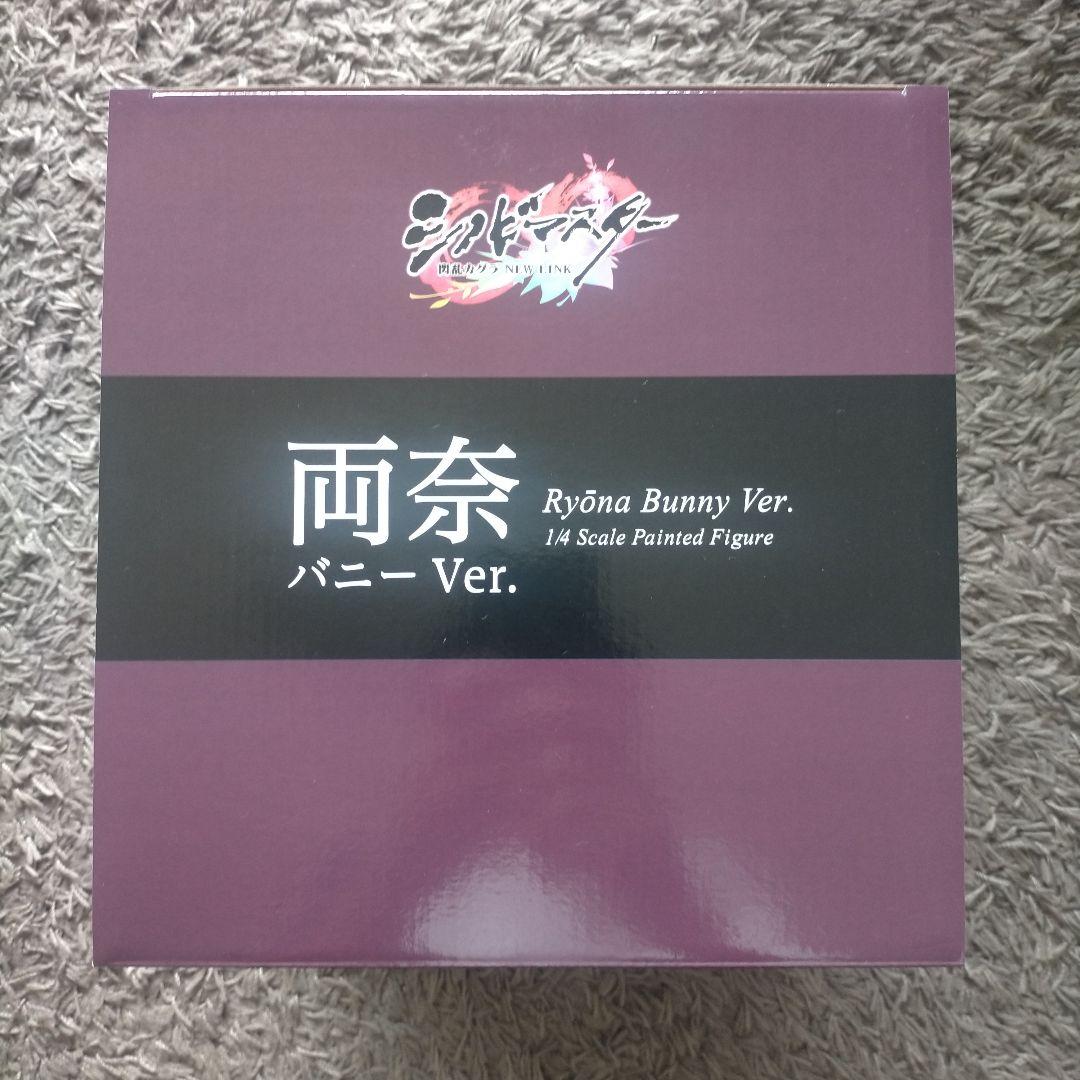 シノビマスター
閃乱カグラ NEW LINK
両奈
バニー Ver.
Ryōna Bunny Ver.
1/4 Scale Painted Figure